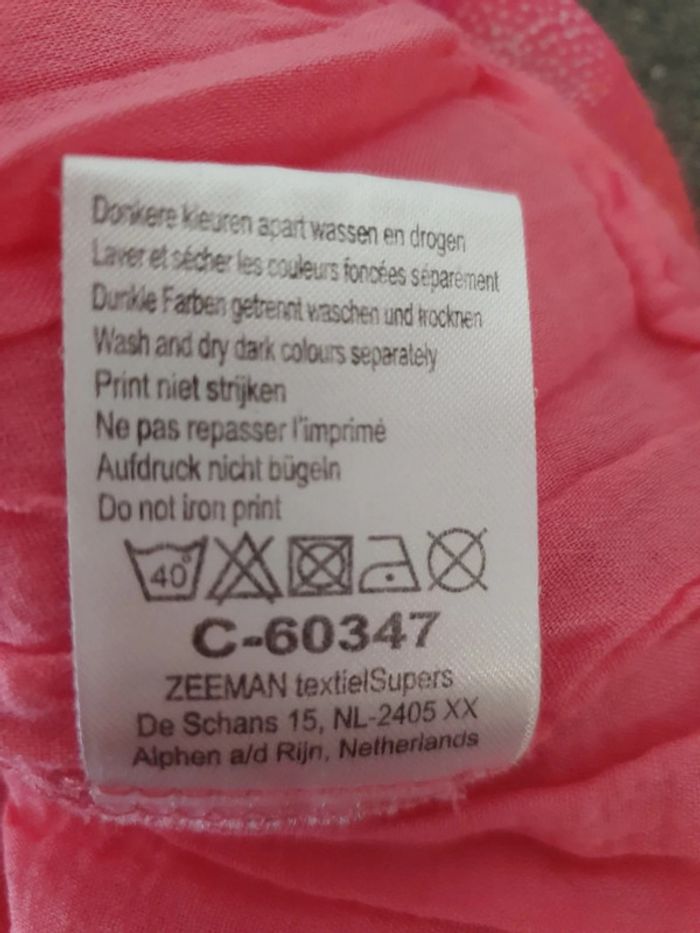 Donkere kleuren apart wassen en drogen
Laver et sécher les couleurs foncées séparément
Dunkle Farben getrennt waschen und trocknen
Wash and dry dark colours separately
Print niet strijken
Ne pas repasser l'imprimé
Aufdruck nicht bügeln
Do not iron print
40°
C-60347
ZEEMAN textielSupers
De Schans 15, NL-2405 XX
Alphen a/d Rijn, Netherlands